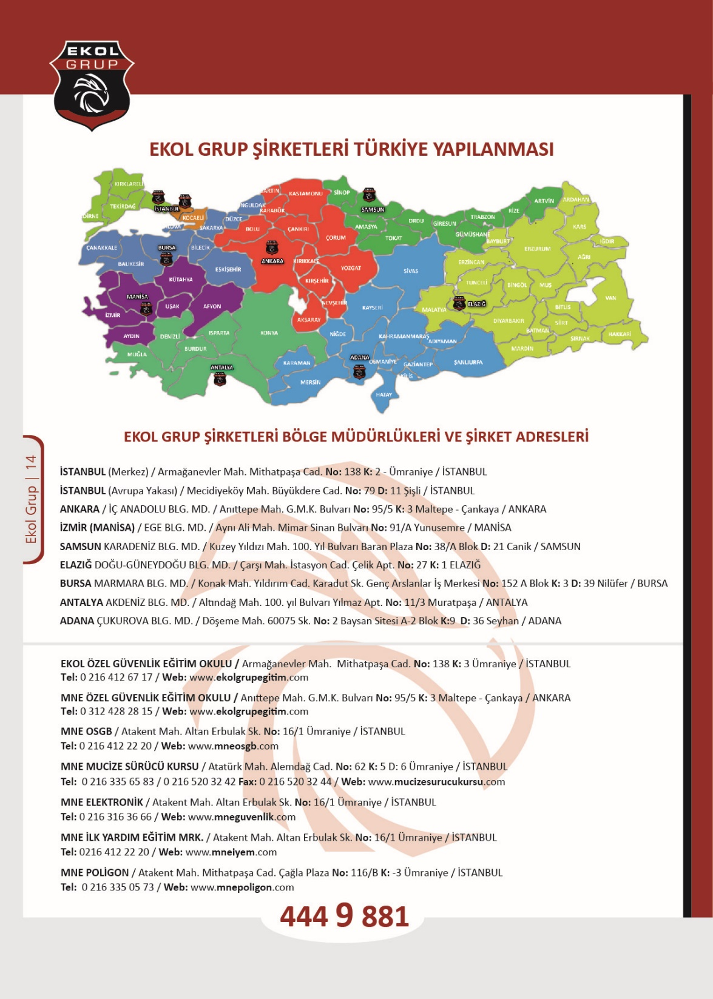 EKOL
GRUP
EKOL GRUP ŞİRKETLERİ TÜRKİYE YAPILANMASI
KIRKLARELİ
TEKİRDAĞ
İSTANBUL
KOCAELİ
SAKARYA
DÜZCE
KARABÜK
KASTAMONU
SİNOP
SAMSUN
BOLU
ÇANKIRI
ÇORUM
AMASYA
TOKAT
ORDU
GİRESUN
TRABZON
RİZE
ARTVİN
ARDAHAN
KARS
IĞDIR
AĞRI
GÜMÜŞHANE
BAYBURT
ERZURUM
ERZİNCAN
ÇANAKKALE
BURSA
BİLECİK
BALIKESİR
ESKİŞEHİR
ANKARA
KIRIKKALE
YOZGAT
SİVAS
KÜTAHYA
KIRŞEHİR
TUNCELİ
BİNGÖL
MUŞ
VAN
MANİSA
UŞAK
AFYON
NEVŞEHİR
KAYSERİ
MALATYA
ELAZIĞ
BİTLİS
İZMİR
AKSARAY
DİYARBAKIR
SİİRT
BATMAN
AYDIN
DENİZLİ
ISPARTA
KONYA
NİĞDE
KAHRAMANMARAŞ
ADIYAMAN
ŞIRNAK
HAKKARİ
MUĞLA
BURDUR
MARDİN
ANTALYA
KARAMAN
ADANA
OSMANİYE
GAZİANTEP
ŞANLIURFA
KİLİS
MERSİN
HATAY
EKOL GRUP ŞİRKETLERİ BÖLGE MÜDÜRLÜKLERİ VE ŞİRKET ADRESLERİ
Ekol Grup | 14
İSTANBUL (Merkez) / Armağanevler Mah. Mithatpaşa Cad. No: 138 K: 2 - Ümraniye / İSTANBUL
İSTANBUL (Avrupa Yakası) / Mecidiyeköy Mah. Büyükdere Cad. No: 79 D: 11 Şişli / İSTANBUL
ANKARA / İÇ ANADOLU BLG. MD. / Anıttepe Mah. G.M.K. Bulvarı No: 95/5 K: 3 Maltepe - Çankaya / ANKARA
İZMİR (MANİSA) / EGE BLG. MD. / Aynı Ali Mah. Mimar Sinan Bulvarı No: 91/A Yunusemre / MANİSA
SAMSUN KARADENİZ BLG. MD. / Kuzey Yıldızı Mah. 100. Yıl Bulvarı Baran Plaza No: 38/A Blok D: 21 Canik / SAMSUN
ELAZIĞ DOĞU-GÜNEYDOĞU BLG. MD. / Çarşı Mah. İstasyon Cad. Çelik Apt. No: 27 K: 1 ELAZIĞ
BURSA MARMARA BLG. MD. / Konak Mah. Yıldırım Cad. Karadut Sk. Genç Arslanlar İş Merkesi No: 152 A Blok K: 3 D: 39 Nilüfer / BURSA
ANTALYA AKDENİZ BLG. MD. / Altındağ Mah. 100. yıl Bulvarı Yılmaz Apt. No: 11/3 Muratpaşa / ANTALYA
ADANA ÇUKUROVA BLG. MD. / Döşeme Mah. 60075 Sk. No: 2 Baysan Sitesi A-2 Blok K:9 D: 36 Seyhan / ADANA
EKOL ÖZEL GÜVENLİK EĞİTİM OKULU / Armağanevler Mah. Mithatpaşa Cad. No: 138 K: 3 Ümraniye / İSTANBUL
Tel: 0 216 412 67 17 / Web: www.ekolgrupegitim.com
MNE ÖZEL GÜVENLİK EĞİTİM OKULU / Anıttepe Mah. G.M.K. Bulvarı No: 95/5 K: 3 Maltepe - Çankaya / ANKARA
Tel: 0 312 428 28 15 / Web: www.ekolgrupegitim.com
MNE OSGB / Atakent Mah. Altan Erbulak Sk. No: 16/1 Ümraniye / İSTANBUL
Tel: 0 216 412 22 20 / Web: www.mneosgb.com
MNE MUCİZE SÜRÜCÜ KURSU / Atatürk Mah. Alemdağ Cad. No: 62 K: 5 D: 6 Ümraniye / İSTANBUL
Tel: 0 216 335 65 83 / 0 216 520 32 42 Fax: 0 216 520 32 44 / Web: www.mucizesurucukursu.com
MNE ELEKTRONİK / Atakent Mah. Altan Erbulak Sk. No: 16/1 Ümraniye / İSTANBUL
Tel: 0 216 316 36 66 / Web: www.mneguvenlik.com
MNE İLK YARDIM EĞİTİM MRK. / Atakent Mah. Altan Erbulak Sk. No: 16/1 Ümraniye / İSTANBUL
Tel: 0216 412 22 20 / Web: www.mneiyem.com
MNE POLİGON / Atakent Mah. Mithatpaşa Cad. Çağla Plaza No: 116/B K: -3 Ümraniye / İSTANBUL
Tel: 0 216 335 05 73 / Web: www.mnepoligon.com
444 9 881